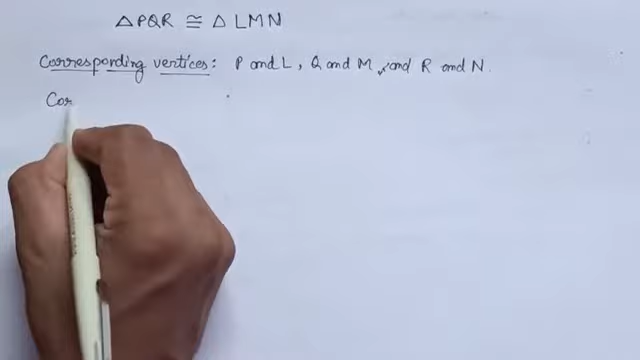 △PQR ≅ △LMN
Corresponding vertices: P and L, Q and M, and R and N.
Cor